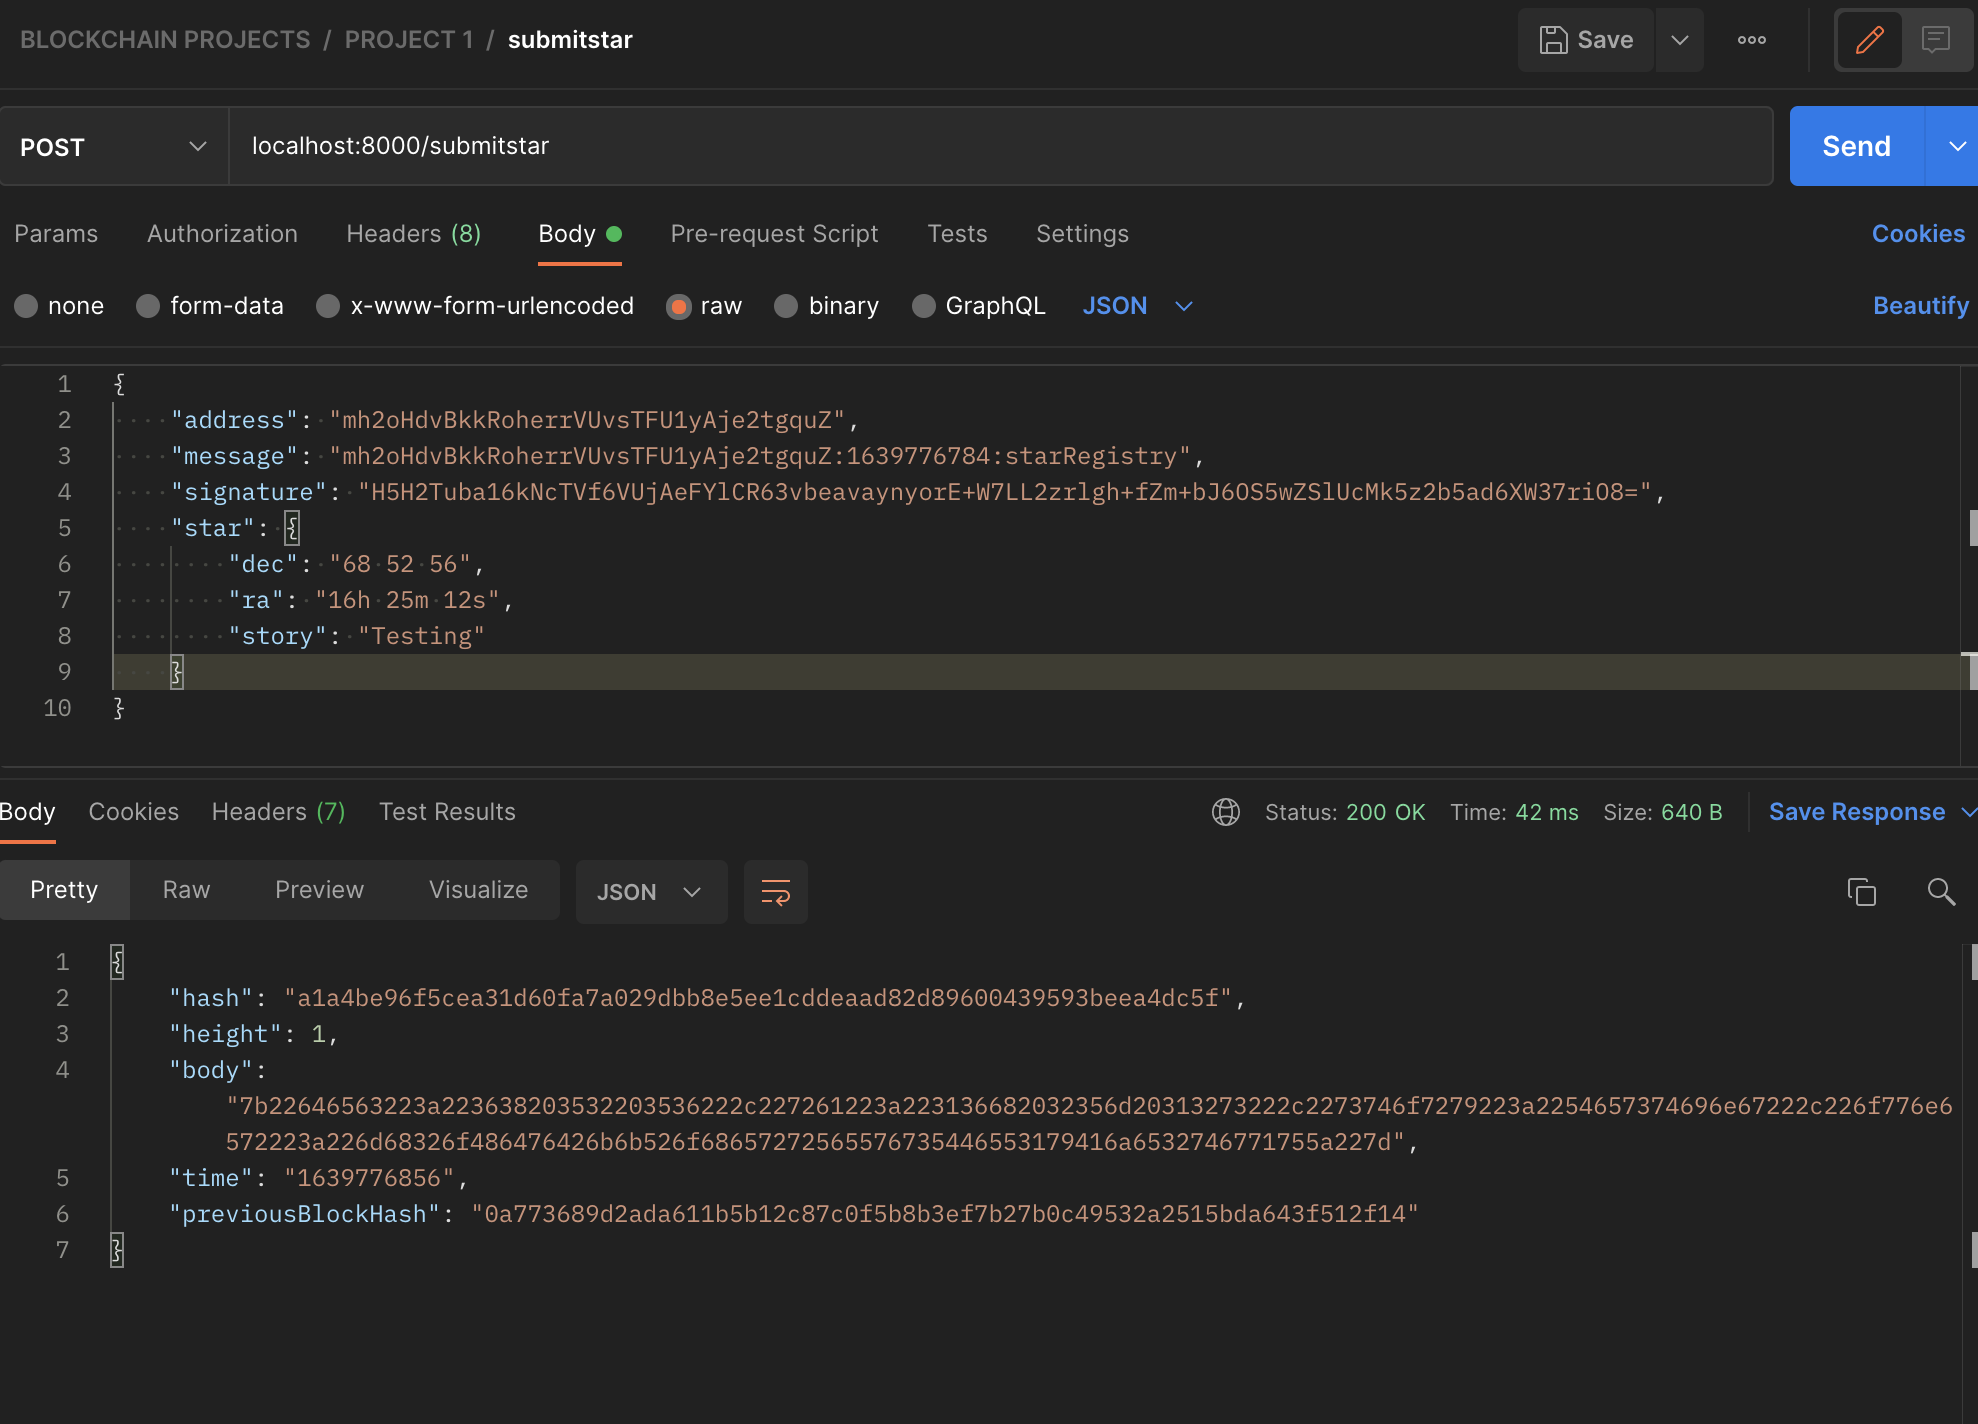 BLOCKCHAIN PROJECTS / PROJECT 1 / submitstar
Save
POST
localhost:8000/submitstar
Send
Params Authorization Headers (8) Body Pre-request Script Tests Settings Cookies
none form-data x-www-form-urlencoded raw binary GraphQL JSON Beautify
1 {
2 "address": "mh2oHdvBkkRoherrVUvsTFU1yAje2tgquZ",
3 "message": "mh2oHdvBkkRoherrVUvsTFU1yAje2tgquZ:1639776784:starRegistry",
4 "signature": "H5H2Tuba16kNcTVf6VUjAeFYlCR63vbeavaynyorE+W7LL2zrlgh+fZm+bJ6OS5wZSlUcMk5z2b5ad6XW37riO8=",
5 "star": {
6 "dec": "68 52 56",
7 "ra": "16h 25m 12s",
8 "story": "Testing"
9 }
10 }
Body Cookies Headers (7) Test Results Status: 200 OK Time: 42 ms Size: 640 B Save Response
Pretty Raw Preview Visualize JSON
1 {
2 "hash": "a1a4be96f5cea31d60fa7a029dbb8e5ee1cddeaad82d89600439593beea4dc5f",
3 "height": 1,
4 "body":
"7b22646563223a223638203532203536222c227261223a223136682032356d20313273222c2273746f7279223a2254657374696e67222c226f776e6
572223a226d68326f486476426b6b526f68657272565576735446553179416a6532746771755a227d",
5 "time": "1639776856",
6 "previousBlockHash": "0a773689d2ada611b5b12c87c0f5b8b3ef7b27b0c49532a2515bda643f512f14"
7 }